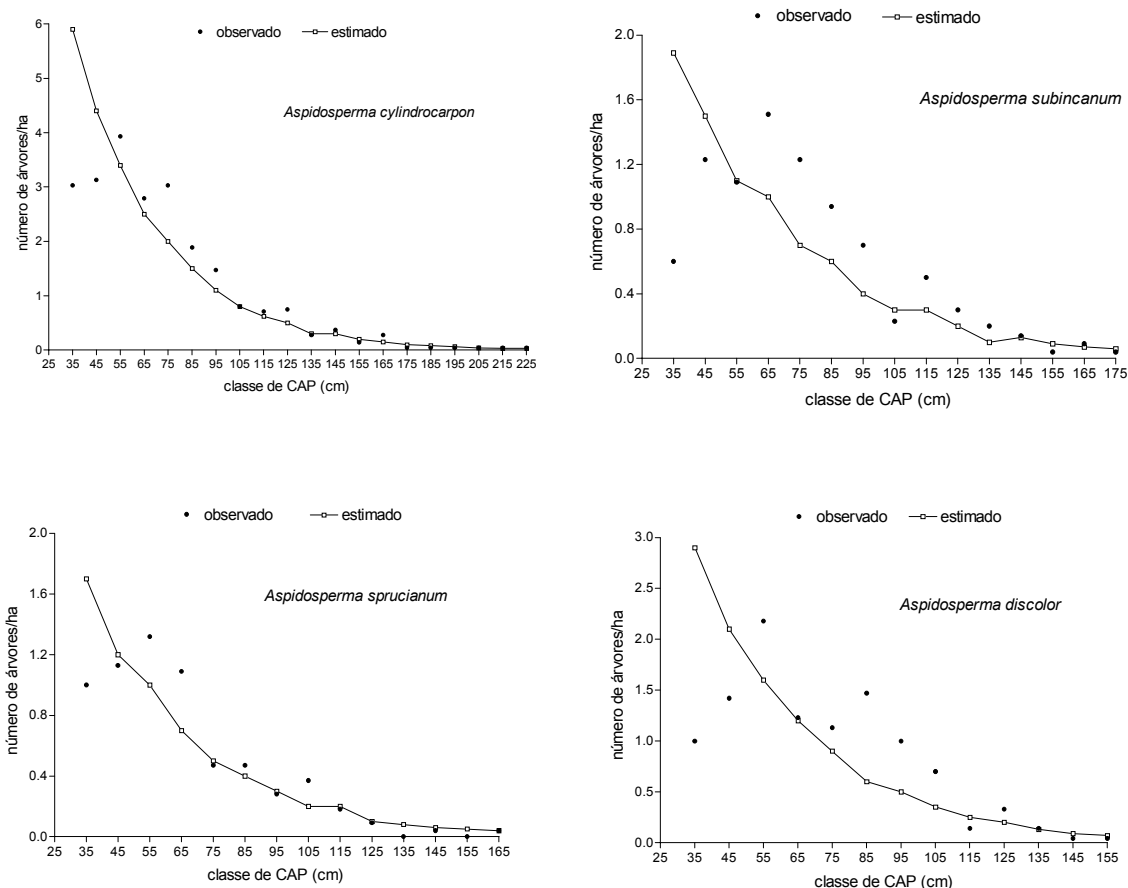 observado estimado
Aspidosperma cylindrocarpon
número de árvores/ha
6
5
4
3
2
1
0
25 35 45 55 65 75 85 95 105 115 125 135 145 155 165 175 185 195 205 215 225
classe de CAP (cm)
observado estimado
Aspidosperma subincanum
número de árvores/ha
2.0
1.6
1.2
0.8
0.4
0.0
25 35 45 55 65 75 85 95 105 115 125 135 145 155 165 175
classe de CAP (cm)
observado estimado
Aspidosperma sprucianum
número de árvores/ha
2.0
1.6
1.2
0.8
0.4
0.0
25 35 45 55 65 75 85 95 105 115 125 135 145 155 165
classe de CAP (cm)
observado estimado
Aspidosperma discolor
número de árvores/ha
3.0
2.5
2.0
1.5
1.0
0.5
0.0
25 35 45 55 65 75 85 95 105 115 125 135 145 155
classe de CAP (cm)